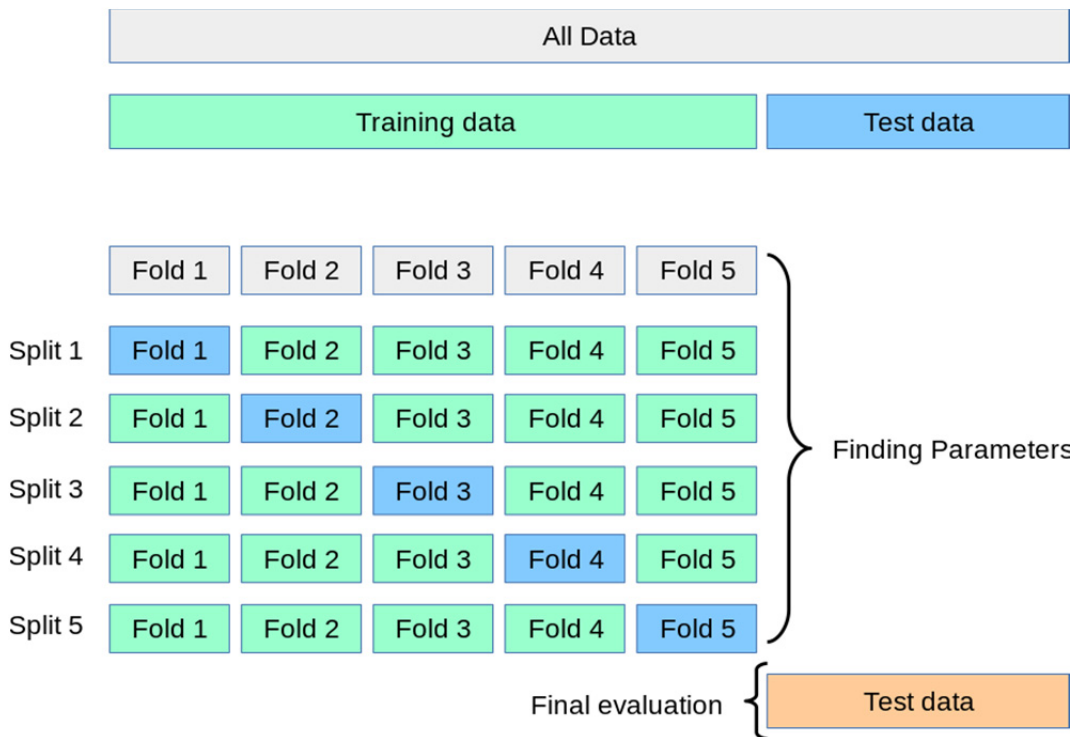 All Data
Training data Test data
Fold 1 Fold 2 Fold 3 Fold 4 Fold 5
Split 1 Fold 1 Fold 2 Fold 3 Fold 4 Fold 5
Split 2 Fold 1 Fold 2 Fold 3 Fold 4 Fold 5
Finding Parameters
Split 3 Fold 1 Fold 2 Fold 3 Fold 4 Fold 5
Split 4 Fold 1 Fold 2 Fold 3 Fold 4 Fold 5
Split 5 Fold 1 Fold 2 Fold 3 Fold 4 Fold 5
Final evaluation Test data